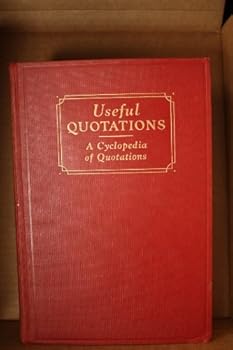 Useful
QUOTATIONS
A Cyclopedia
of Quotations